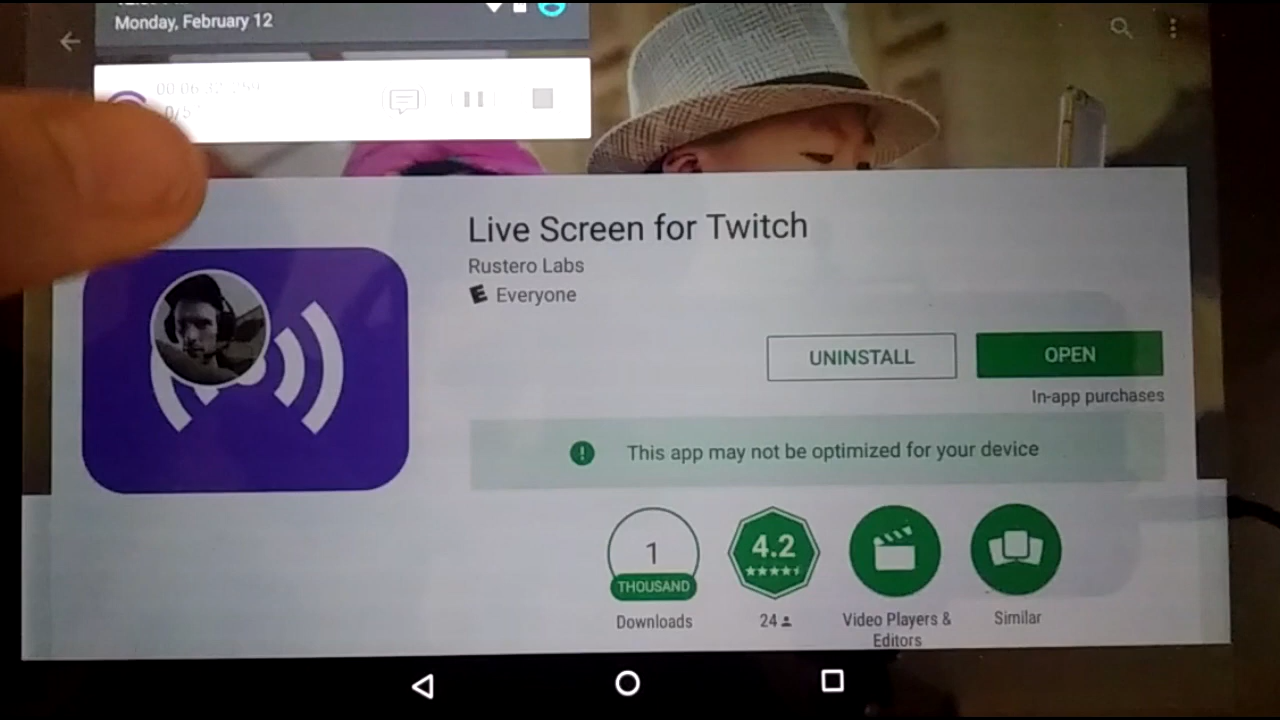 Monday, February 12
Live Screen for Twitch
Rustero Labs
E Everyone
UNINSTALL
OPEN
In-app purchases
This app may not be optimized for your device
1
THOUSAND
Downloads
4.2
24
Video Players &
Editors
Similar